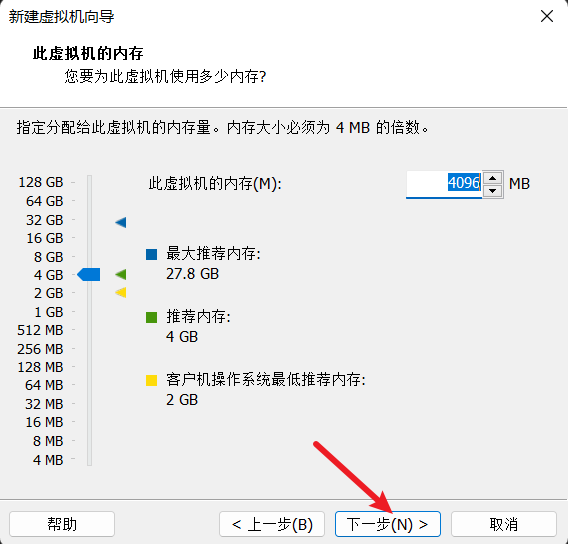 新建虚拟机向导
此虚拟机的内存
您要为此虚拟机使用多少内存?
指定分配给此虚拟机的内存量。内存大小必须为 4 MB 的倍数。
128 GB
64 GB
32 GB
16 GB
8 GB
4 GB
2 GB
1 GB
512 MB
256 MB
128 MB
64 MB
32 MB
16 MB
8 MB
4 MB
此虚拟机的内存(M):
4096 MB
最大推荐内存:
27.8 GB
推荐内存:
4 GB
客户机操作系统最低推荐内存:
2 GB
帮助
< 上一步(B)
下一步(N) >
取消